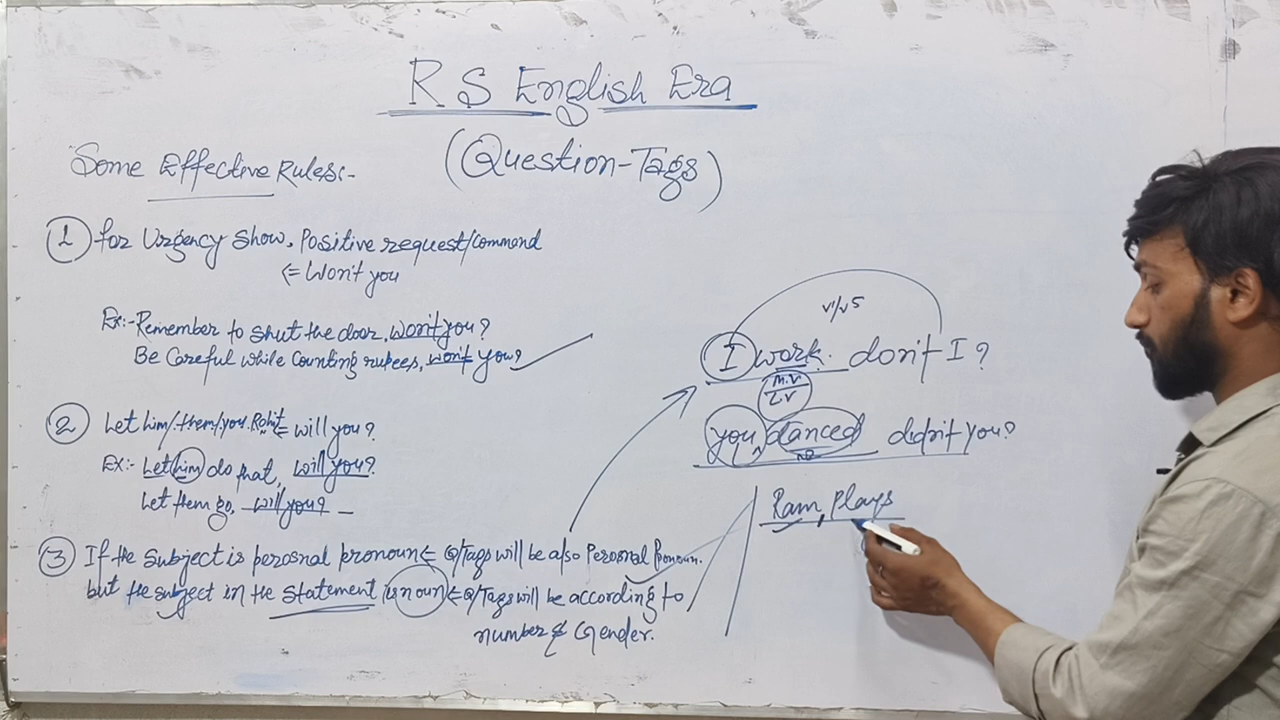 R S English Era
(Question-Tags)
Some Effective Rules:-
1 for Urgency show, Positive request/command
<= Won't you
Ex:- Remember to shut the door, won't you?
Be Careful while Counting rupees, won't you?
2 Let him/them/you Rohit <= will you?
Ex:- Let him do that, will you?
Let them go, will you?
3 If the subject is perosnal pronoun <= Q/Tags will be also Personal Pronoun.
but the subject in the statement is noun <= Q/Tags will be according to
number & Gender.
v1/v5
I work. don't I?
M.V
you danced didn't you?
Ram, Plays